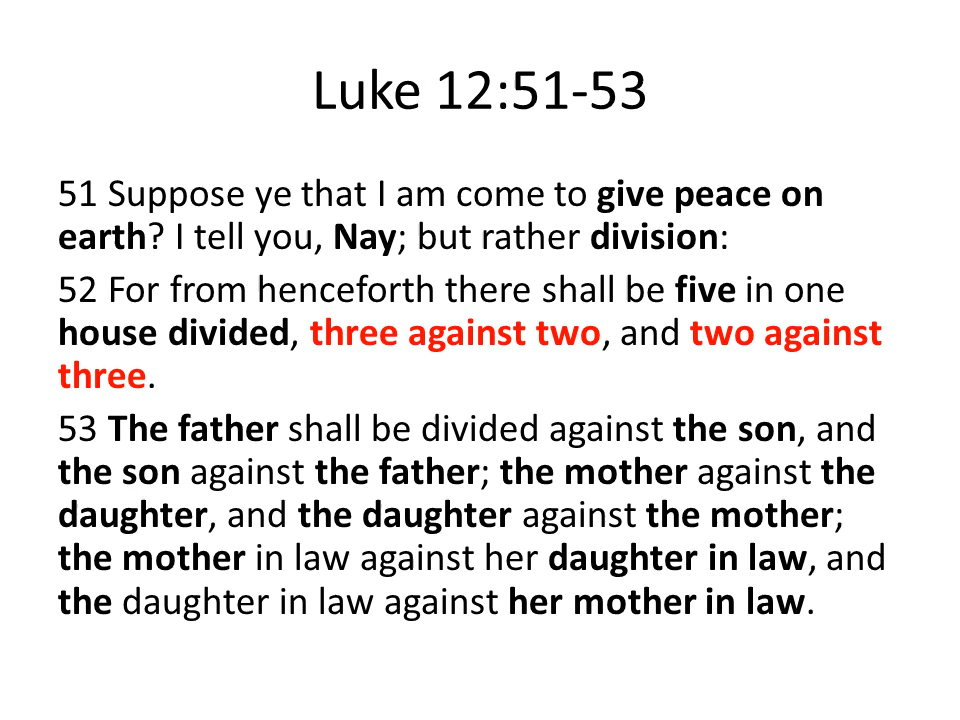 Luke 12:51-53
51 Suppose ye that I am come to give peace on
earth? I tell you, Nay; but rather division:
52 For from henceforth there shall be five in one
house divided, three against two, and two against
three.
53 The father shall be divided against the son, and
the son against the father; the mother against the
daughter, and the daughter against the mother;
the mother in law against her daughter in law, and
the daughter in law against her mother in law.